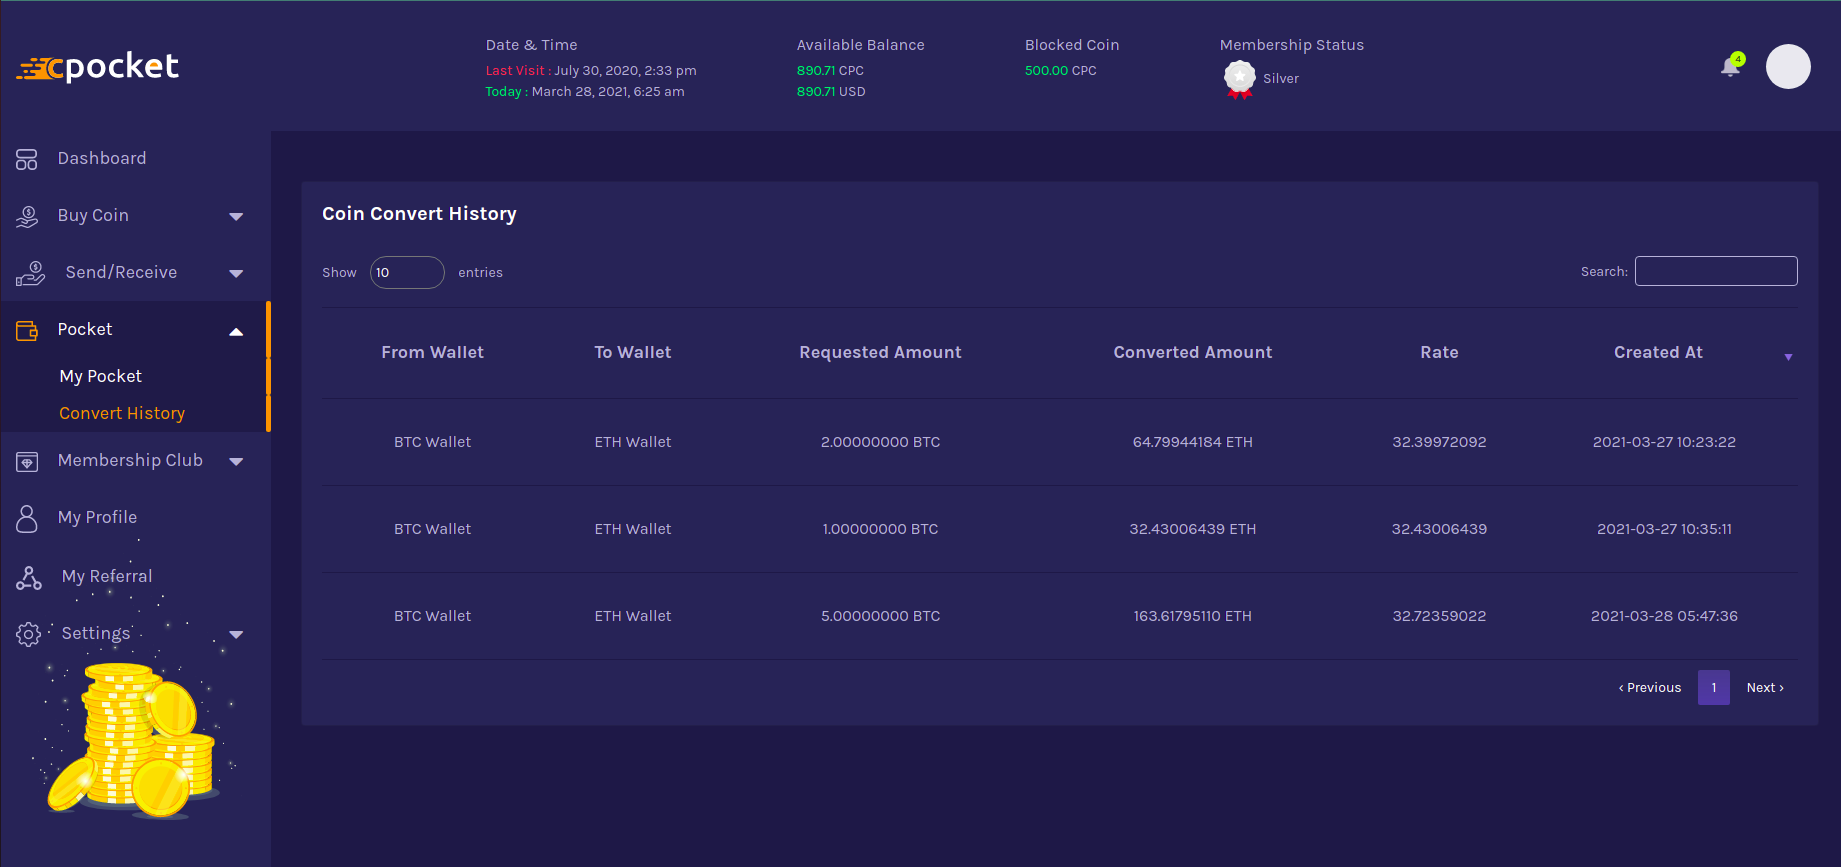 cpocket
Date & Time
Last Visit : July 30, 2020, 2:33 pm
Today : March 28, 2021, 6:25 am
Available Balance
890.71 CPC
890.71 USD
Blocked Coin
500.00 CPC
Membership Status
Silver
4
Dashboard
Buy Coin
Send/Receive
Pocket
My Pocket
Convert History
Membership Club
My Profile
My Referral
Settings
Coin Convert History
Show 10 entries
Search:
From Wallet To Wallet Requested Amount Converted Amount Rate Created At
BTC Wallet ETH Wallet 2.00000000 BTC 64.79944184 ETH 32.39972092 2021-03-27 10:23:22
BTC Wallet ETH Wallet 1.00000000 BTC 32.43006439 ETH 32.43006439 2021-03-27 10:35:11
BTC Wallet ETH Wallet 5.00000000 BTC 163.61795110 ETH 32.72359022 2021-03-28 05:47:36
‹ Previous 1 Next ›